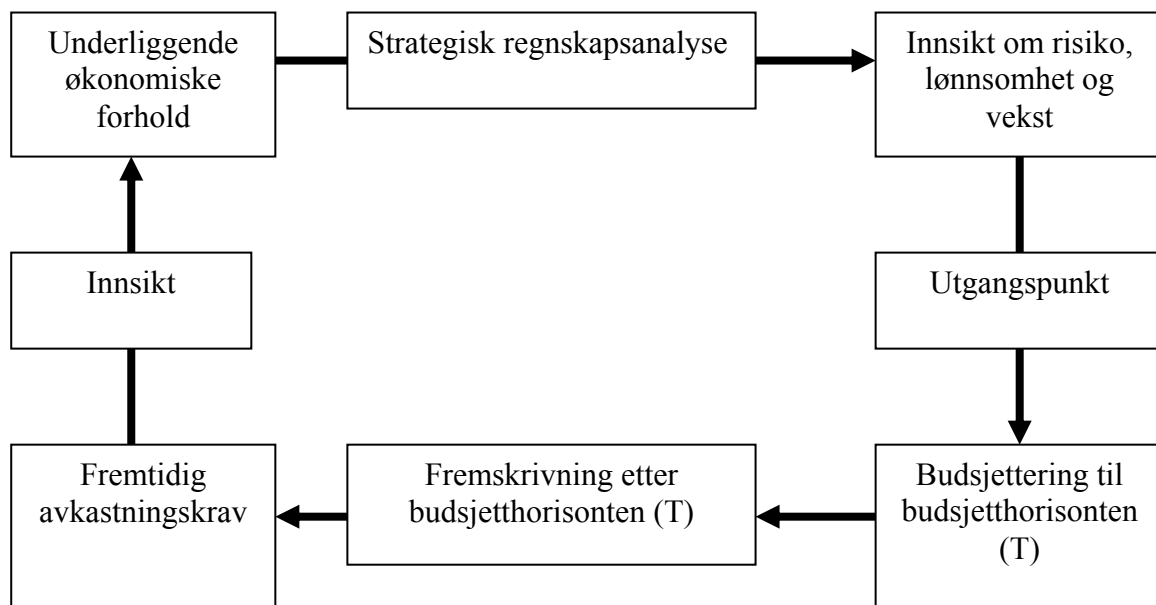 Underliggende
økonomiske
forhold
Strategisk regnskapsanalyse
Innsikt om risiko,
lønnsomhet og
vekst
Innsikt
Utgangspunkt
Fremtidig
avkastningskrav
Fremskrivning etter
budsjetthorisonten (T)
Budsjettering til
budsjetthorisonten
(T)